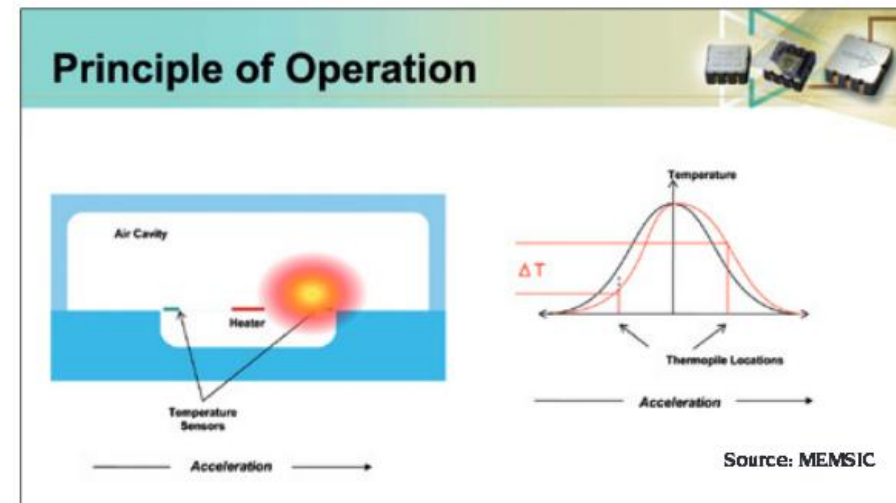 Principle of Operation
Air Cavity
Heater
Temperature
Sensors
Acceleration
Temperature
ΔT
Thermopile Locations
Acceleration
Source: MEMSIC